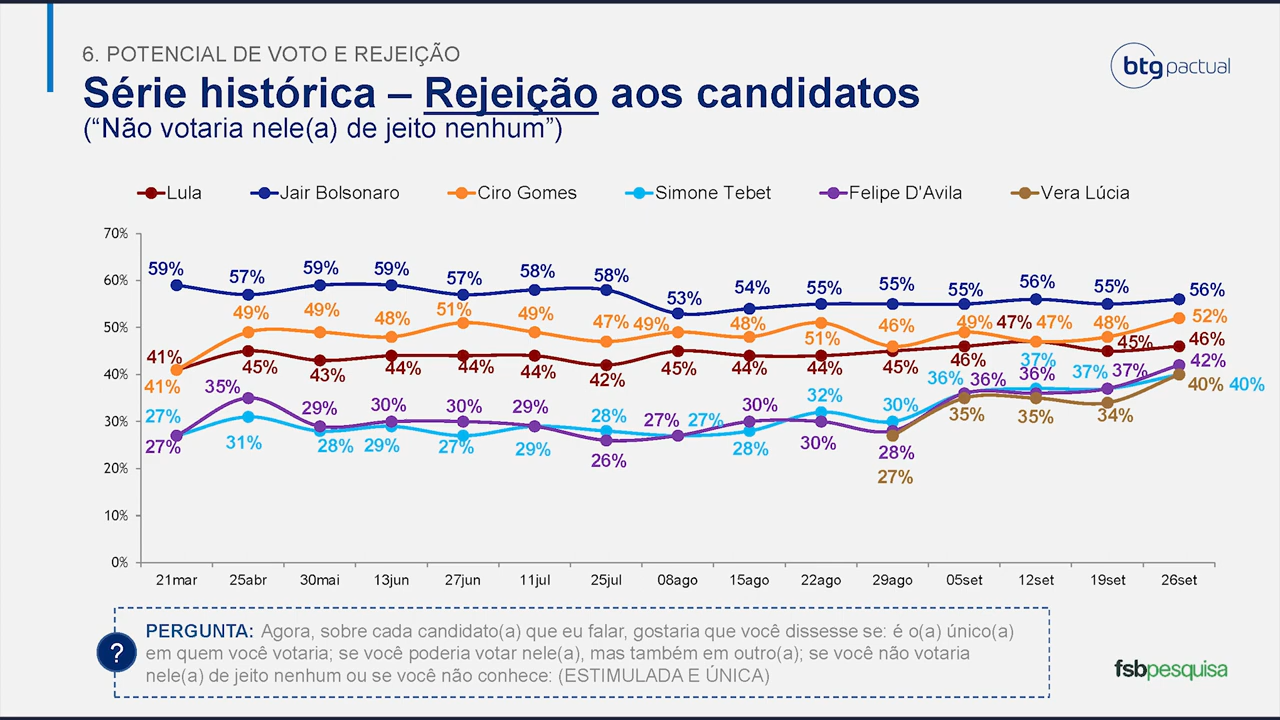 6. POTENCIAL DE VOTO E REJEIÇÃO
Série histórica – Rejeição aos candidatos
("Não votaria nele(a) de jeito nenhum")
btgpactual
Lula Jair Bolsonaro Ciro Gomes Simone Tebet Felipe D'Avila Vera Lúcia
70%
60%
50%
40%
30%
20%
10%
0%
59% 57% 59% 59% 57% 58% 58% 53% 54% 55% 55% 55% 56% 55% 56%
41% 49% 49% 48% 51% 49% 47% 49% 48% 51% 46% 49% 47% 48% 52%
41% 45% 43% 44% 44% 44% 42% 45% 44% 44% 45% 46% 47% 45% 46%
27% 31% 28% 29% 27% 29% 28% 27% 28% 32% 30% 36% 37% 37% 40%
27% 35% 29% 30% 30% 29% 26% 27% 30% 30% 28% 36% 36% 37% 42%
27% 35% 35% 34% 40%
21mar 25abr 30mai 13jun 27jun 11jul 25jul 08ago 15ago 22ago 29ago 05set 12set 19set 26set
?
PERGUNTA: Agora, sobre cada candidato(a) que eu falar, gostaria que você dissesse se: é o(a) único(a)
em quem você votaria; se você poderia votar nele(a), mas também em outro(a); se você não votaria
nele(a) de jeito nenhum ou se você não conhece: (ESTIMULADA E ÚNICA)
fsbpesquisa